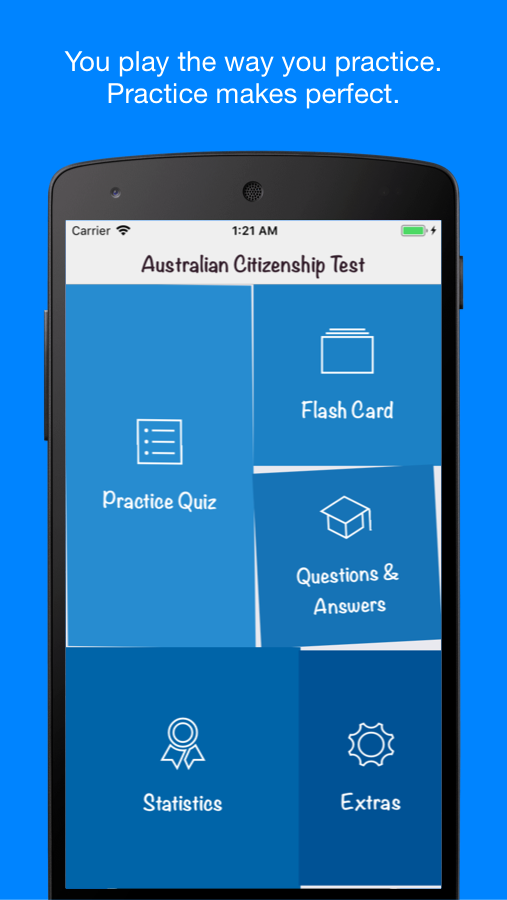 You play the way you practice.
Practice makes perfect.
Carrier 1:21 AM
Australian Citizenship Test
Flash Card
Practice Quiz
Questions &
Answers
Statistics
Extras